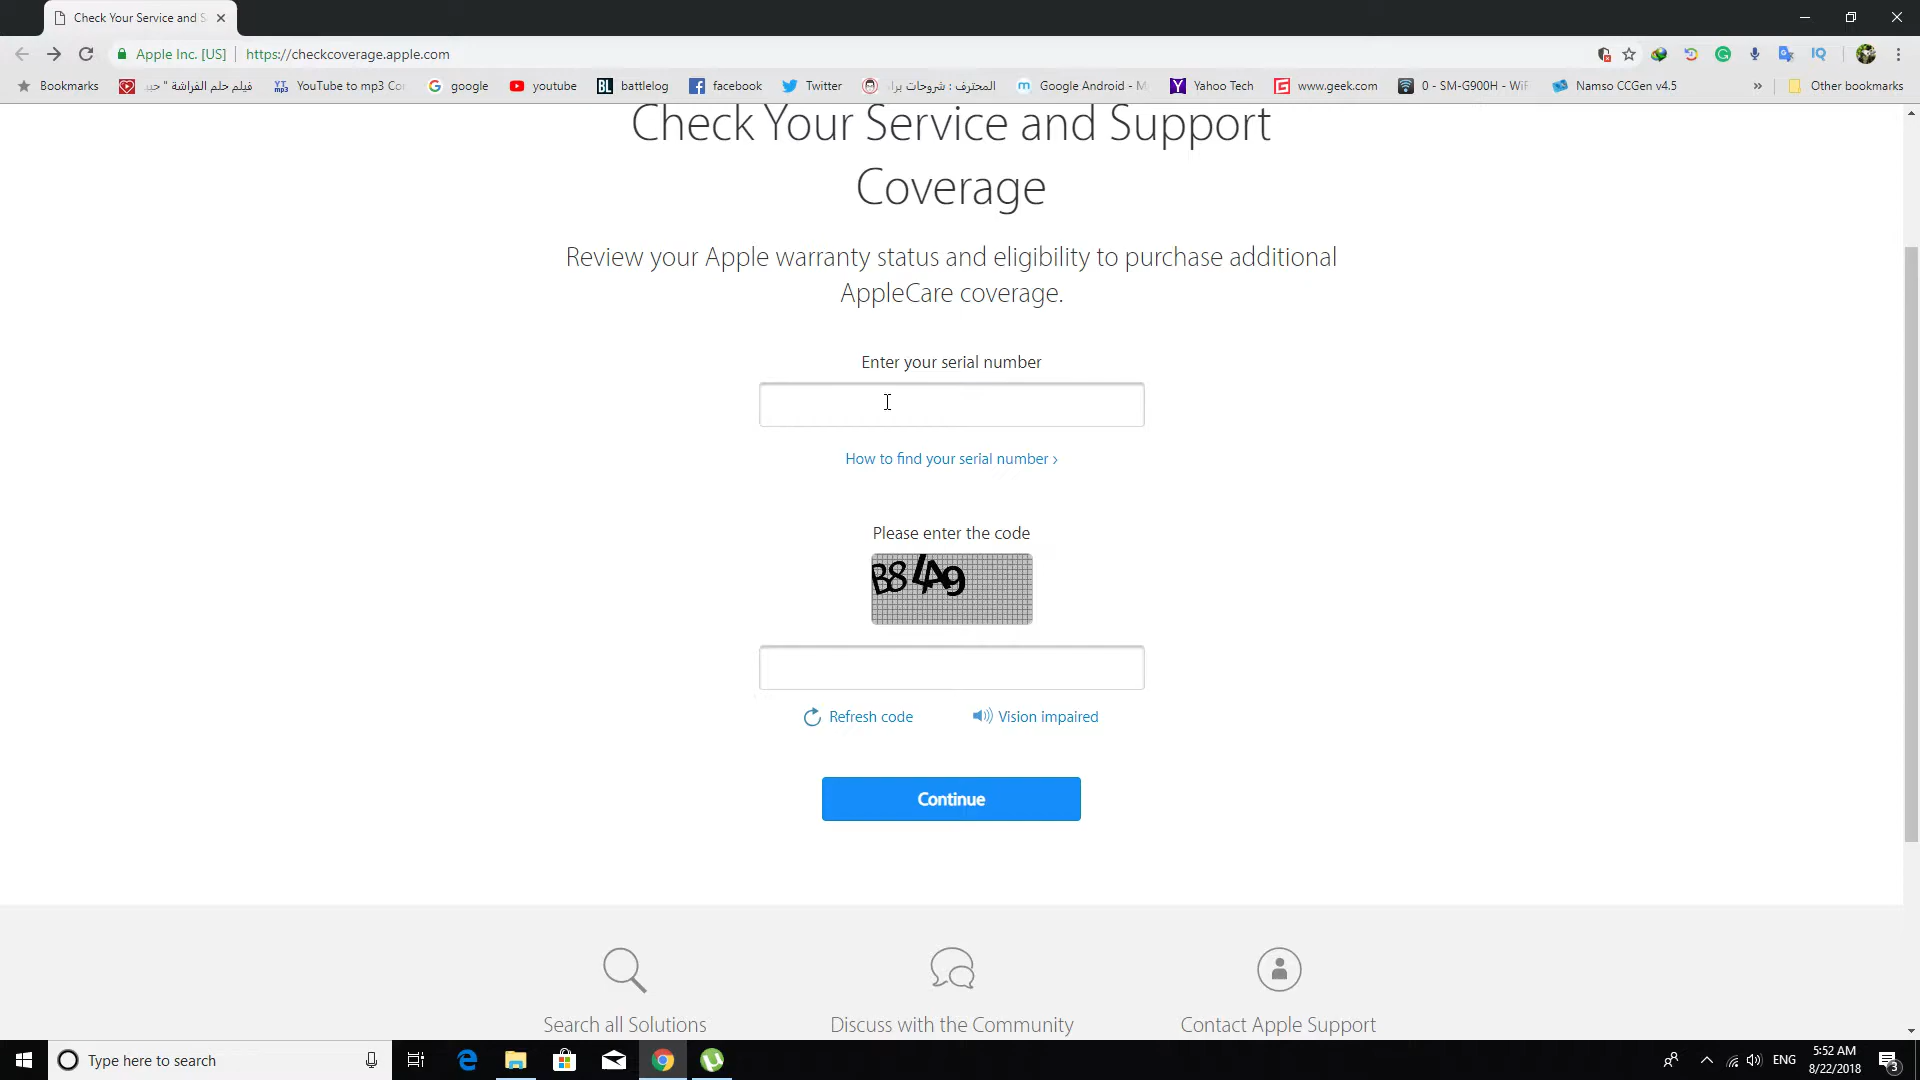 Check Your Service and S
Apple Inc. [US]
https://checkcoverage.apple.com
Bookmarks
فيلم حلم الفراشة " حبي
YouTube to mp3 Co
google
youtube
battlelog
facebook
Twitter
المحترف : شروحات برا
Google Android - M
Yahoo Tech
www.geek.com
0 - SM-G900H - WiF
Namso CCGen v4.5
»
Other bookmarks
Check Your Service and Support
Coverage
Review your Apple warranty status and eligibility to purchase additional
AppleCare coverage.
Enter your serial number
How to find your serial number ›
Please enter the code
B84A9
Refresh code
Vision impaired
Continue
Search all Solutions
Discuss with the Community
Contact Apple Support
Type here to search
ENG
5:52 AM
8/22/2018
3